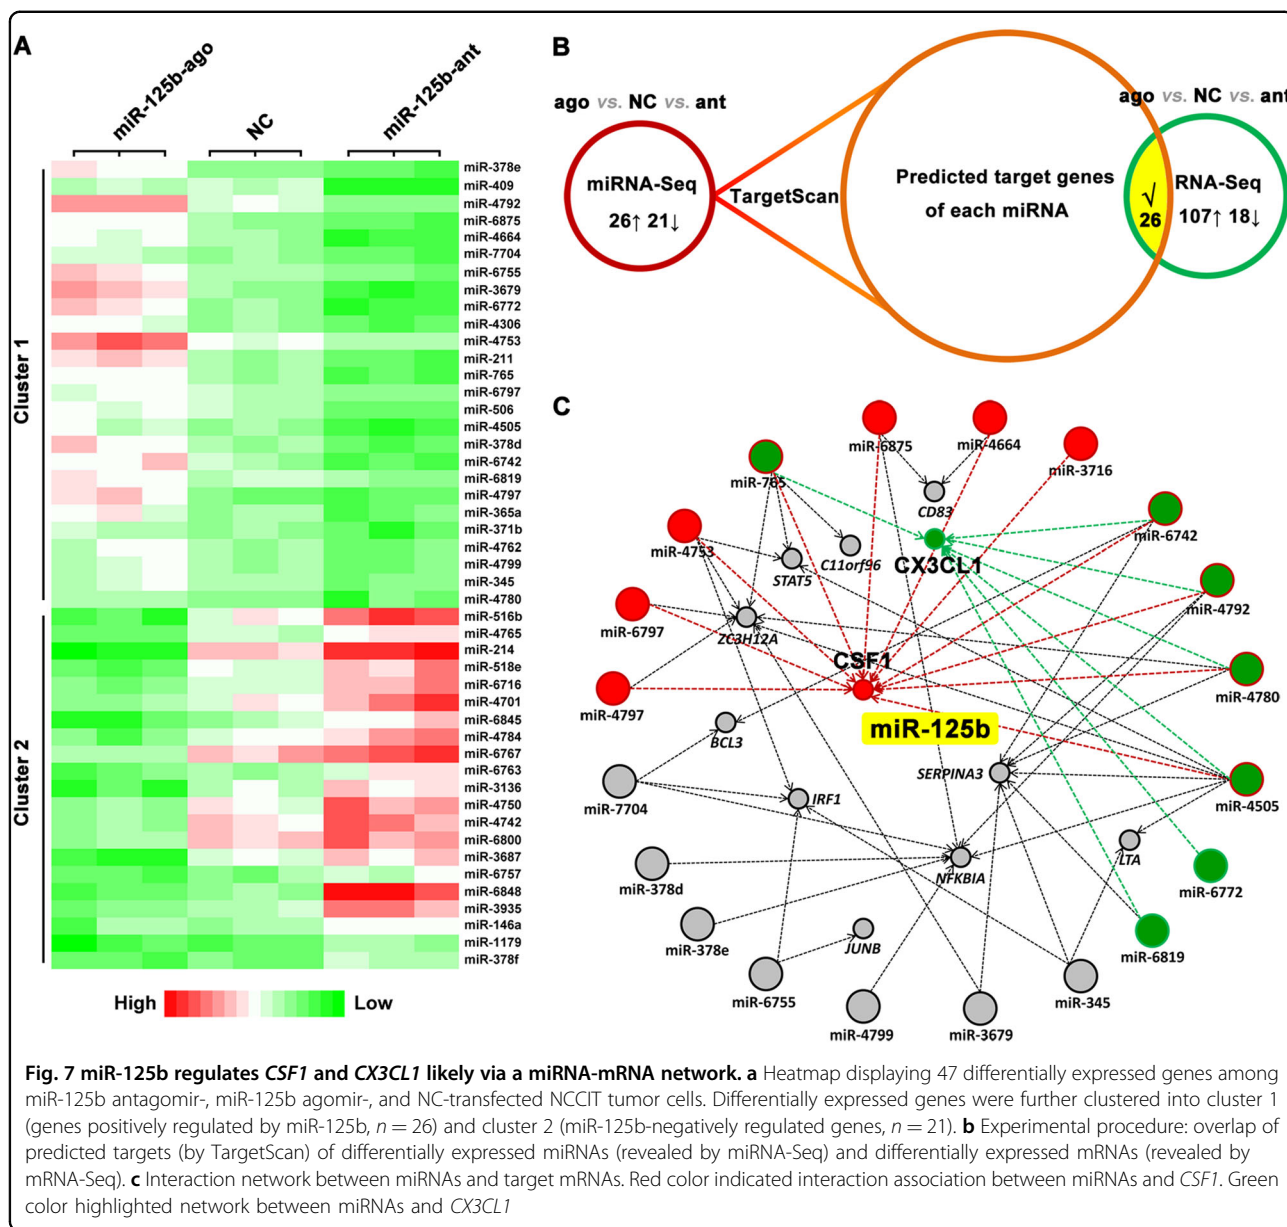 A
miR-125b-ago
NC
miR-125b-ant
Cluster 1
miR-378e
miR-409
miR-4792
miR-6875
miR-4664
miR-7704
miR-6755
miR-3679
miR-6772
miR-4306
miR-4753
miR-211
miR-765
miR-6797
miR-506
miR-4505
miR-378d
miR-6742
miR-6819
miR-4797
miR-365a
miR-371b
miR-4762
miR-4799
miR-345
miR-4780
Cluster 2
miR-516b
miR-4765
miR-214
miR-518e
miR-6716
miR-4701
miR-6845
miR-4784
miR-6767
miR-6763
miR-3136
miR-4750
miR-4742
miR-6800
miR-3687
miR-6757
miR-6848
miR-3935
miR-146a
miR-1179
miR-378f
High Low
B
ago vs. NC vs. ant
miRNA-Seq
26↑ 21↓
TargetScan
Predicted target genes
of each miRNA
ago vs. NC vs. ant
√
26
RNA-Seq
107↑ 18↓
C
miR-6875
miR-4664
miR-3716
miR-765
CD83
miR-6742
miR-4753
C11orf96
CX3CL1
STAT5
miR-4792
miR-6797
ZC3H12A
CSF1
miR-4780
miR-4797
miR-125b
BCL3
SERPINA3
miR-7704
IRF1
miR-4505
LTA
miR-378d
NFKBIA
miR-6772
miR-378e
JUNB
miR-6819
miR-6755
miR-4799
miR-3679
miR-345
Fig. 7 miR-125b regulates CSF1 and CX3CL1 likely via a miRNA-mRNA network. a Heatmap displaying 47 differentially expressed genes among
miR-125b antagomir-, miR-125b agomir-, and NC-transfected NCCIT tumor cells. Differentially expressed genes were further clustered into cluster 1
(genes positively regulated by miR-125b, n = 26) and cluster 2 (miR-125b-negatively regulated genes, n = 21). b Experimental procedure: overlap of
predicted targets (by TargetScan) of differentially expressed miRNAs (revealed by miRNA-Seq) and differentially expressed mRNAs (revealed by
mRNA-Seq). c Interaction network between miRNAs and target mRNAs. Red color indicated interaction association between miRNAs and CSF1. Green
color highlighted network between miRNAs and CX3CL1